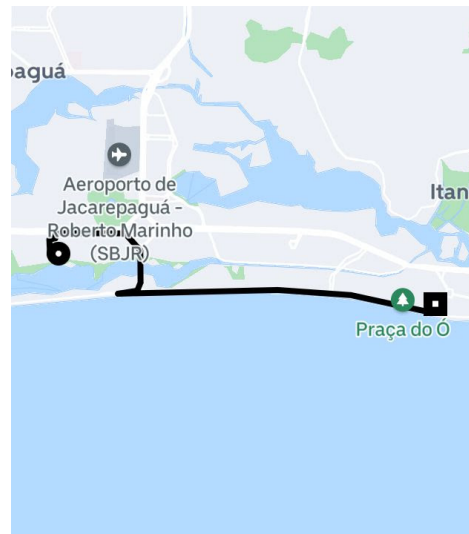 paguá
Aeroporto de
Jacarepaguá -
Roberto Marinho
(SBJR)
Itan
Praça do Ó